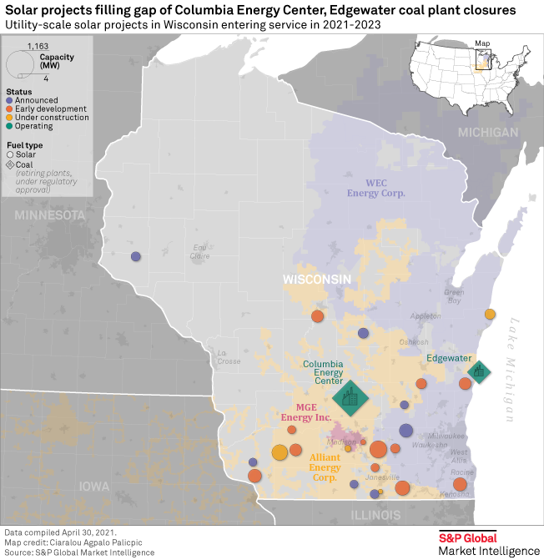 Solar projects filling gap of Columbia Energy Center, Edgewater coal plant closures
Utility-scale solar projects in Wisconsin entering service in 2021-2023
1,163
Capacity
(MW)
4
Status
Announced
Early development
Under construction
Operating
Fuel type
Solar
Coal
(retiring plants,
under regulatory
approval)
Map
MICHIGAN
MINNESOTA
WEC
Energy Corp.
Eau
Claire
WISCONSIN
Green
Bay
Appleton
Oshkosh
Lake Michigan
La
Crosse
Columbia
Energy
Center
Edgewater
MGE
Energy Inc.
Madison
Milwaukee
Waukesha
West
Allis
Alliant
Energy
Corp.
Janesville
Racine
Kenosha
IOWA
ILLINOIS
Data compiled April 30, 2021.
Map credit: Ciaralou Agpalo Palicpic
Source: S&P Global Market Intelligence
S&P Global
Market Intelligence